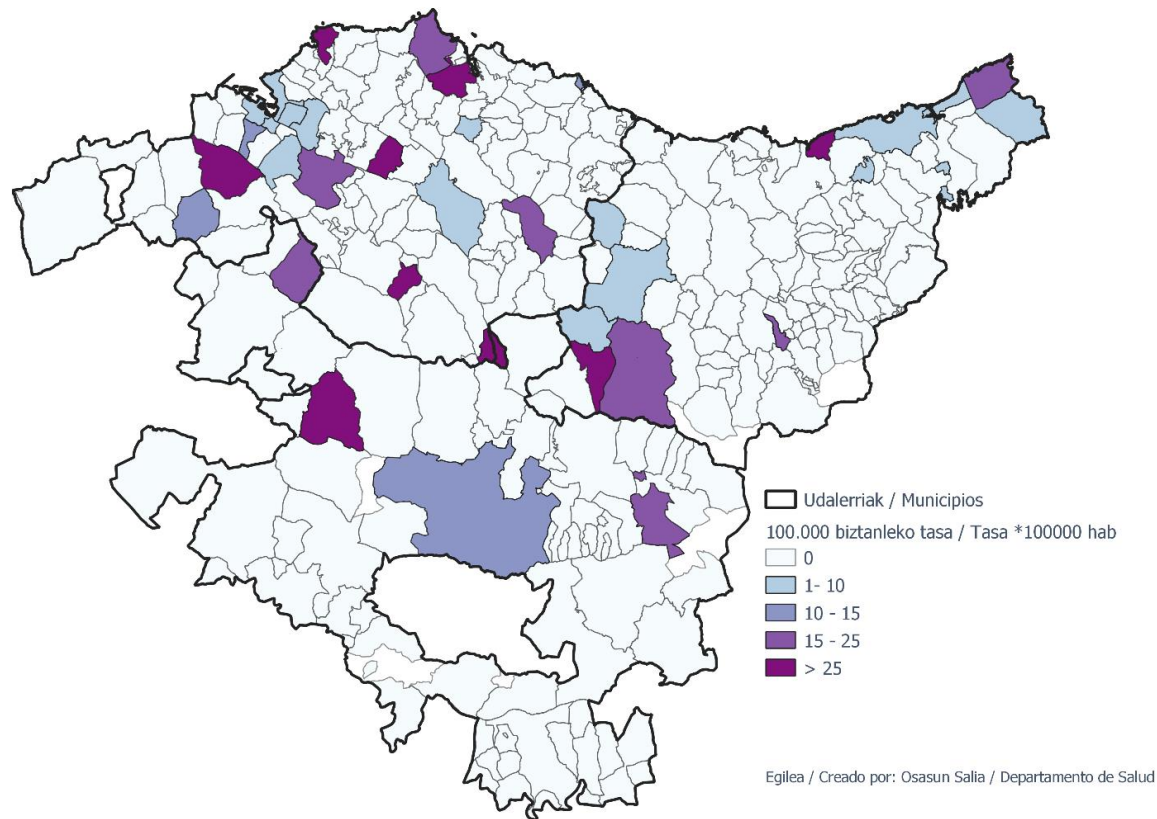 Udalerriak / Municipios
100.000 biztanleko tasa / Tasa *100000 hab
0
1- 10
10 - 15
15 - 25
> 25
Egilea / Creado por: Osasun Salia / Departamento de Salud